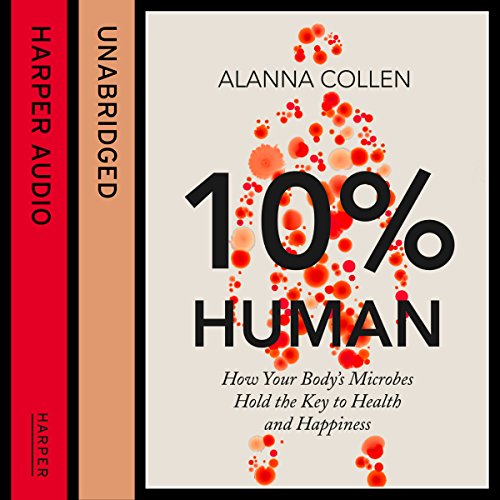 HARPER AUDIO
HARPER
UNABRIDGED
ALANNA COLLEN
10%
HUMAN
How Your Body's Microbes
Hold the Key to Health
and Happiness